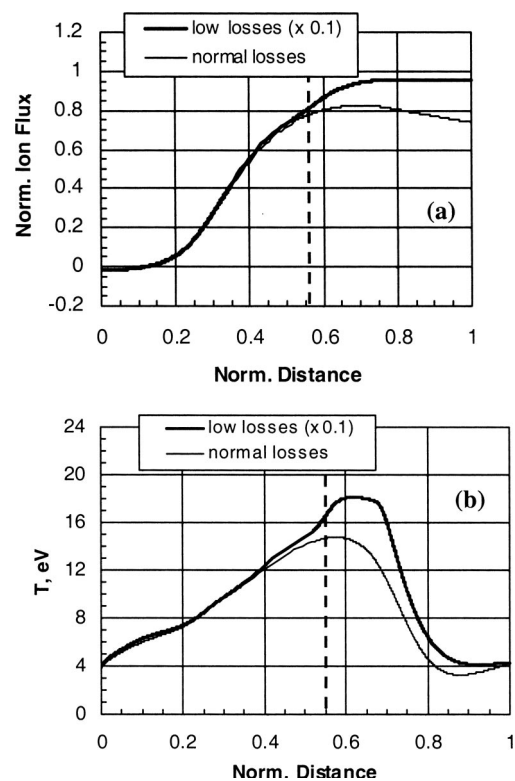 low losses (x 0.1)
normal losses
1.2
1
0.8
0.6
0.4
0.2
0
-0.2
Norm. Ion Flux
(a)
0 0.2 0.4 0.6 0.8 1
Norm. Distance
low losses (x 0.1)
normal losses
24
20
16
12
8
4
0
T, eV
(b)
0 0.2 0.4 0.6 0.8 1
Norm. Distance